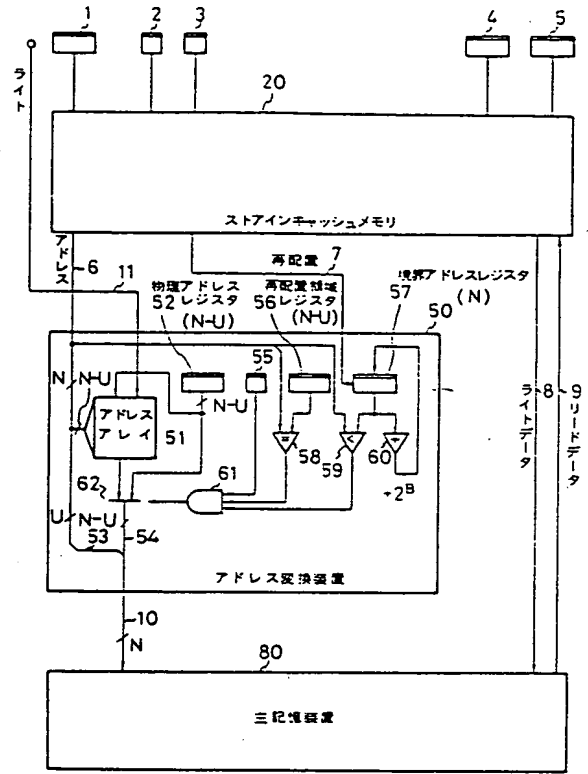 1
2
3
4
5
ライト
20
ストアインキャッシュメモリ
アドレス
6
再配置
7
11
物理アドレス
52 レジスタ
(N-U)
再配置領域
56 レジスタ
(N-U)
境界アドレスレジスタ
57 (N)
50
55
N
N-U
アドレス
アレイ
51
N-U
=
58
<
59
+
60
+2B
62
61
U
N-U
53
54
アドレス変換装置
ライトデータ
8
9
リードデータ
10
N
80
主記憶装置